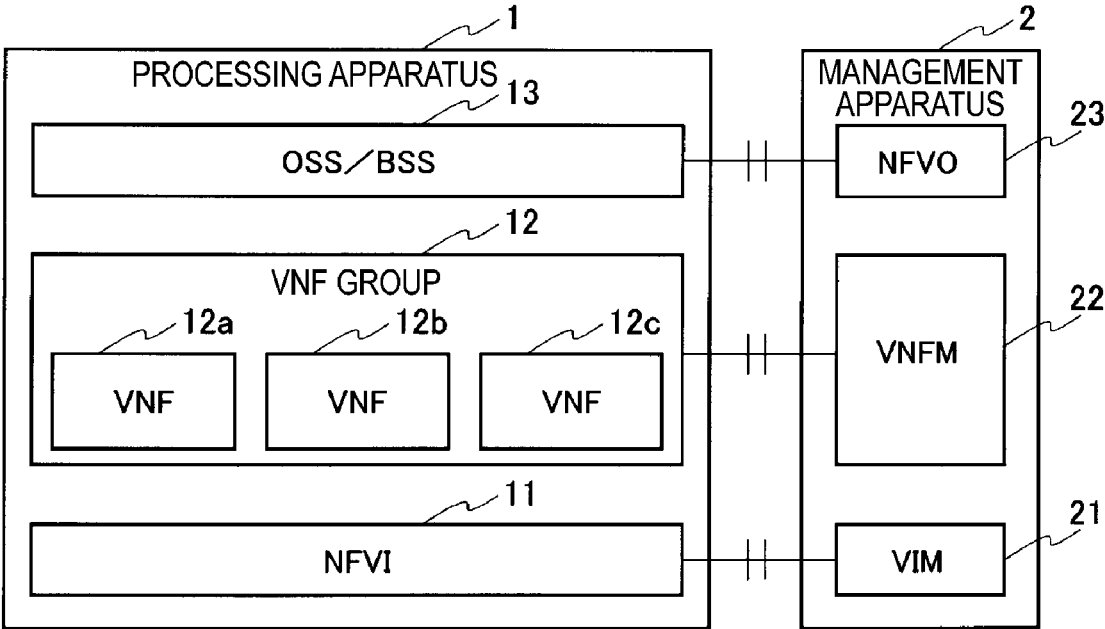 1
PROCESSING APPARATUS
13
OSS／BSS
12
VNF GROUP
12a
12b
12c
VNF
VNF
VNF
11
NFVI
2
MANAGEMENT
APPARATUS
23
NFVO
22
VNFM
21
VIM